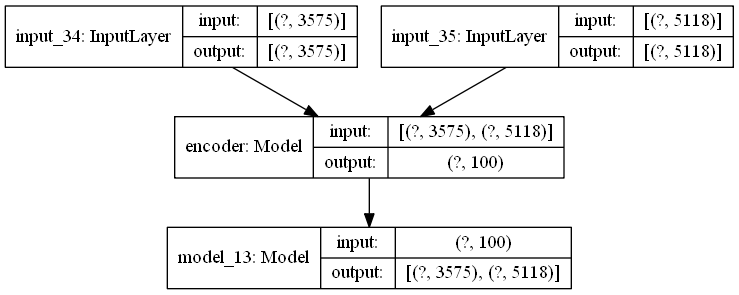 input_34: InputLayer
input: [(?, 3575)]
output: [(?, 3575)]
input_35: InputLayer
input: [(?, 5118)]
output: [(?, 5118)]
encoder: Model
input: [(?, 3575), (?, 5118)]
output: (?, 100)
model_13: Model
input: (?, 100)
output: [(?, 3575), (?, 5118)]